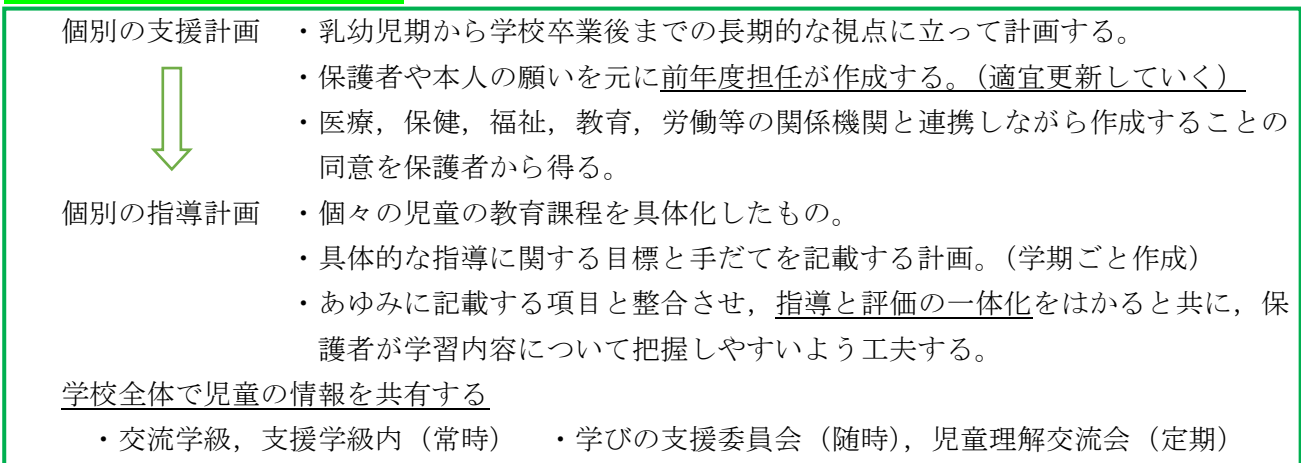 個別の支援計画 ・乳幼児期から学校卒業後までの長期的な視点に立って計画する。
・保護者や本人の願いを元に前年度担任が作成する。(適宜更新していく)
・医療，保健，福祉，教育，労働等の関係機関と連携しながら作成することの
同意を保護者から得る。
個別の指導計画 ・個々の児童の教育課程を具体化したもの。
・具体的な指導に関する目標と手だてを記載する計画。(学期ごと作成)
・あゆみに記載する項目と整合させ，指導と評価の一体化をはかると共に，保
護者が学習内容について把握しやすいよう工夫する。
学校全体で児童の情報を共有する
・交流学級，支援学級内（常時） ・学びの支援委員会（随時），児童理解交流会（定期）